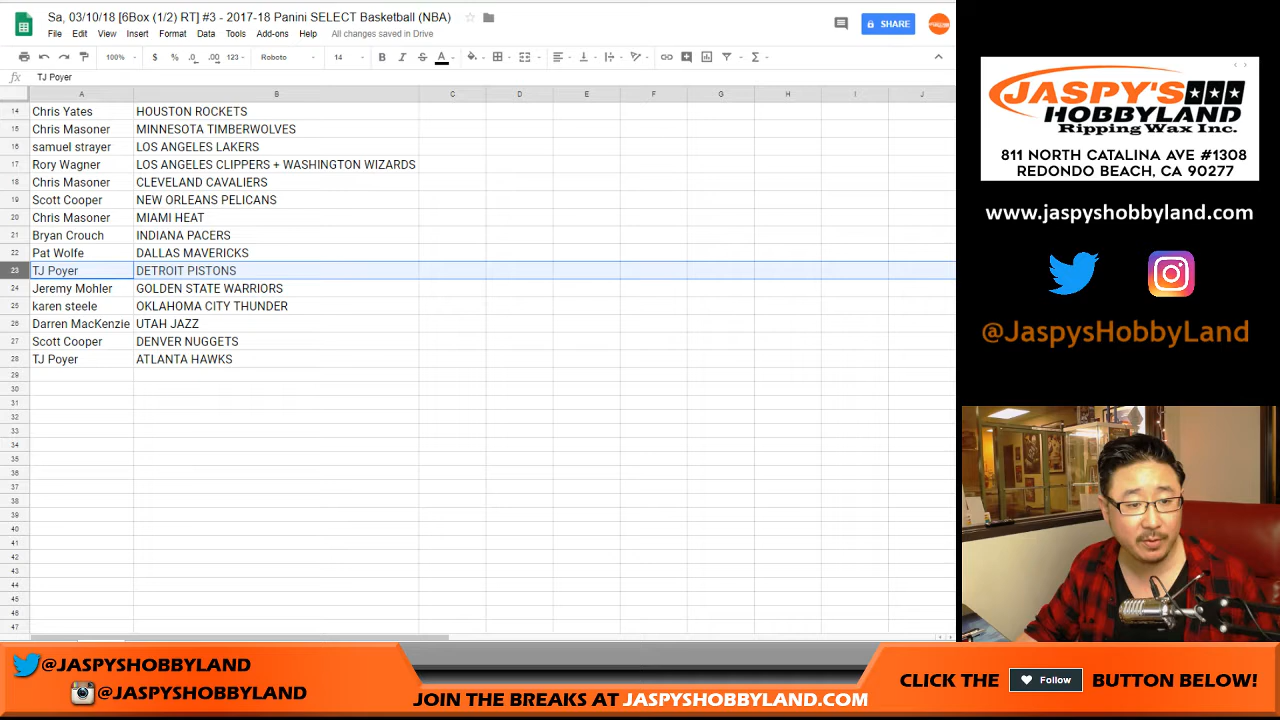 Sa, 03/10/18 [6Box (1/2) RT] #3 - 2017-18 Panini SELECT Basketball (NBA)
File Edit View Insert Format Data Tools Add-ons Help All changes saved in Drive
SHARE
100% $ % .0 .00 123 Roboto 14 B I S A
fx TJ Poyer
A B C D E F G H I J
14 Chris Yates HOUSTON ROCKETS
15 Chris Masoner MINNESOTA TIMBERWOLVES
16 samuel strayer LOS ANGELES LAKERS
17 Rory Wagner LOS ANGELES CLIPPERS + WASHINGTON WIZARDS
18 Chris Masoner CLEVELAND CAVALIERS
19 Scott Cooper NEW ORLEANS PELICANS
20 Chris Masoner MIAMI HEAT
21 Bryan Crouch INDIANA PACERS
22 Pat Wolfe DALLAS MAVERICKS
23 TJ Poyer DETROIT PISTONS
24 Jeremy Mohler GOLDEN STATE WARRIORS
25 karen steele OKLAHOMA CITY THUNDER
26 Darren MacKenzie UTAH JAZZ
27 Scott Cooper DENVER NUGGETS
28 TJ Poyer ATLANTA HAWKS
29
30
31
32
33
34
35
36
37
38
39
40
41
42
43
44
45
46
47
JASPY'S
HOBBYLAND
Ripping Wax Inc.
811 NORTH CATALINA AVE #1308
REDONDO BEACH, CA 90277
www.jaspyshobbyland.com
@JaspysHobbyLand
@JASPYSHOBBYLAND
@JASPYSHOBBYLAND
JOIN THE BREAKS AT JASPYSHOBBYLAND.COM
CLICK THE Follow BUTTON BELOW!